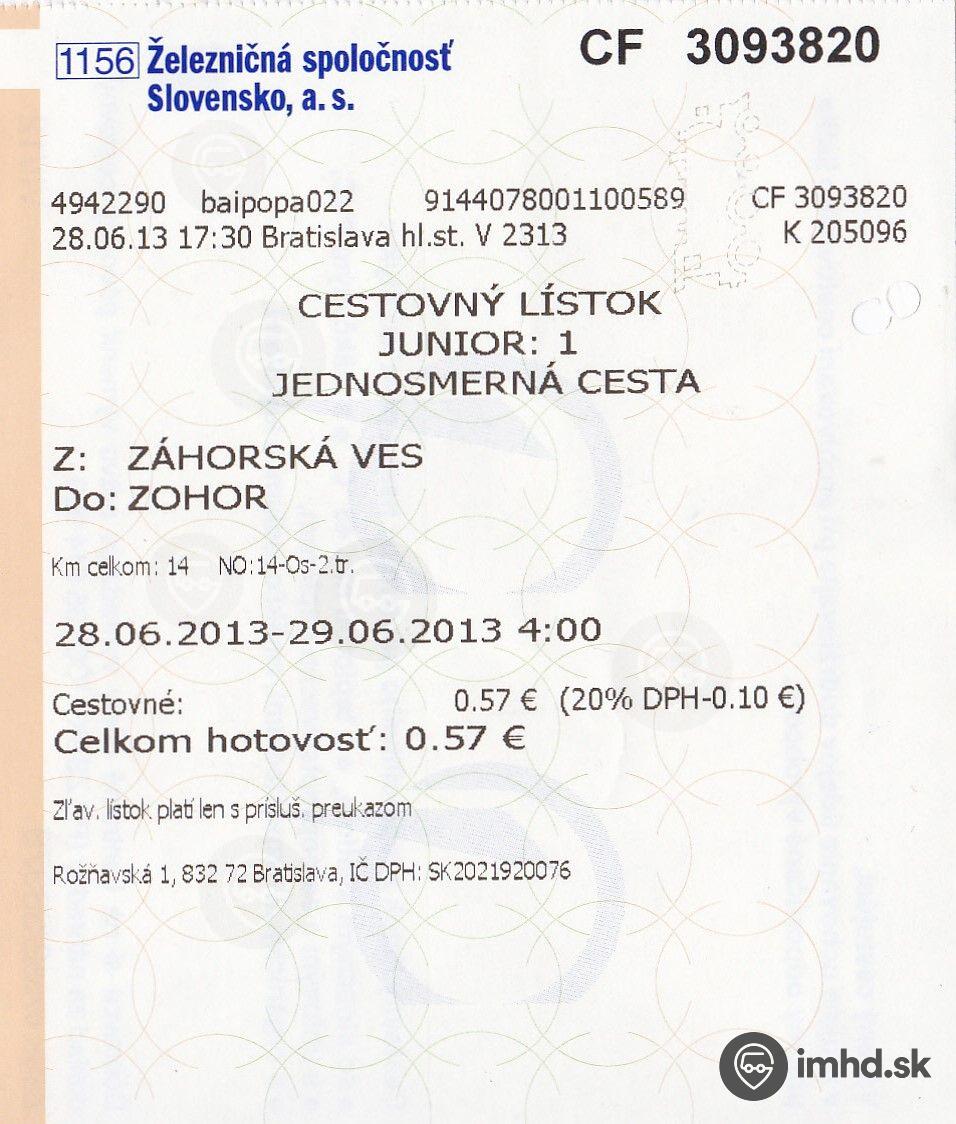 1156 Železničná spoločnosť
Slovensko, a. s.
CF 3093820
4942290 baipopa022 9144078001100589 CF 3093820
28.06.13 17:30 Bratislava hl.st. V 2313 K 205096
CESTOVNÝ LÍSTOK
JUNIOR: 1
JEDNOSMERNÁ CESTA
Z: ZÁHORSKÁ VES
Do: ZOHOR
Km celkom: 14 NO:14-Os-2.tr.
28.06.2013-29.06.2013 4:00
Cestovné: 0.57 € (20% DPH-0.10 €)
Celkom hotovosť: 0.57 €
Zľav. lístok platí len s prísluš. preukazom
Rožňavská 1, 832 72 Bratislava, IČ DPH: SK2021920076
imhd.sk